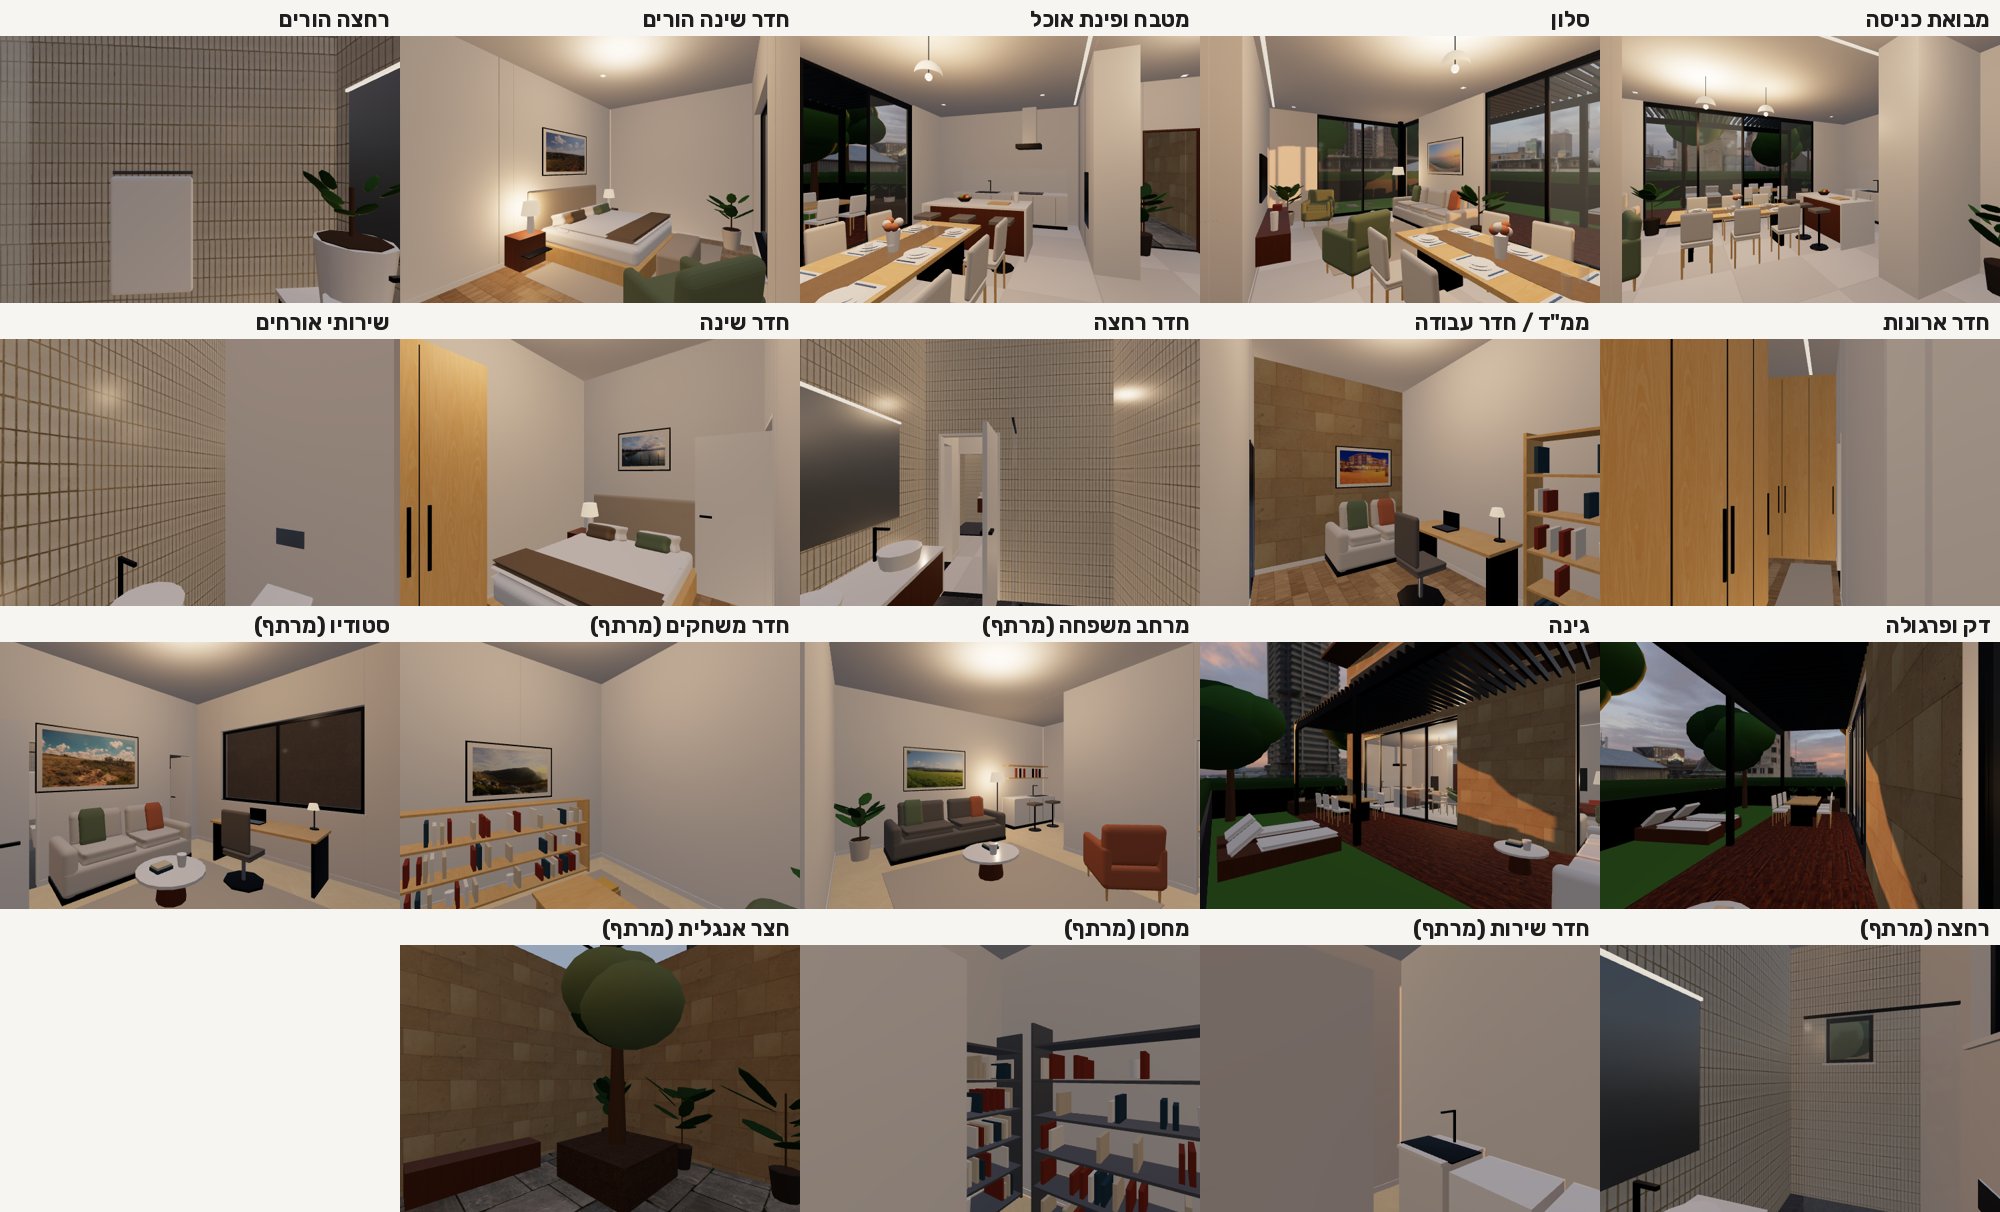 מבואת כניסה
סלון
מטבח ופינת אוכל
חדר שינה הורים
רחצה הורים
חדר ארונות
ממ"ד / חדר עבודה
חדר רחצה
חדר שינה
שירותי אורחים
דק ופרגולה
גינה
מרחב משפחה (מרתף)
חדר משחקים (מרתף)
סטודיו (מרתף)
רחצה (מרתף)
חדר שירות (מרתף)
מחסן (מרתף)
חצר אנגלית (מרתף)